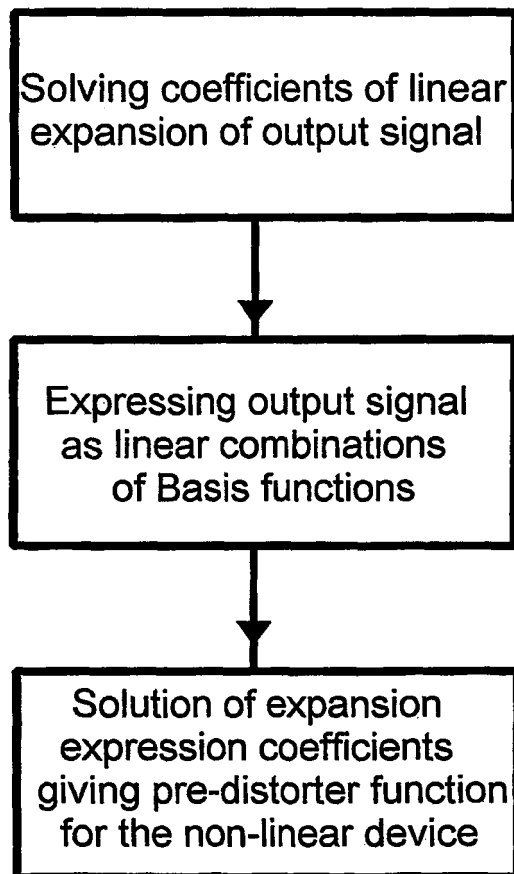 Solving coefficients of linear
expansion of output signal
Expressing output signal
as linear combinations
of Basis functions
Solution of expansion
expression coefficients
giving pre-distorter function
for the non-linear device